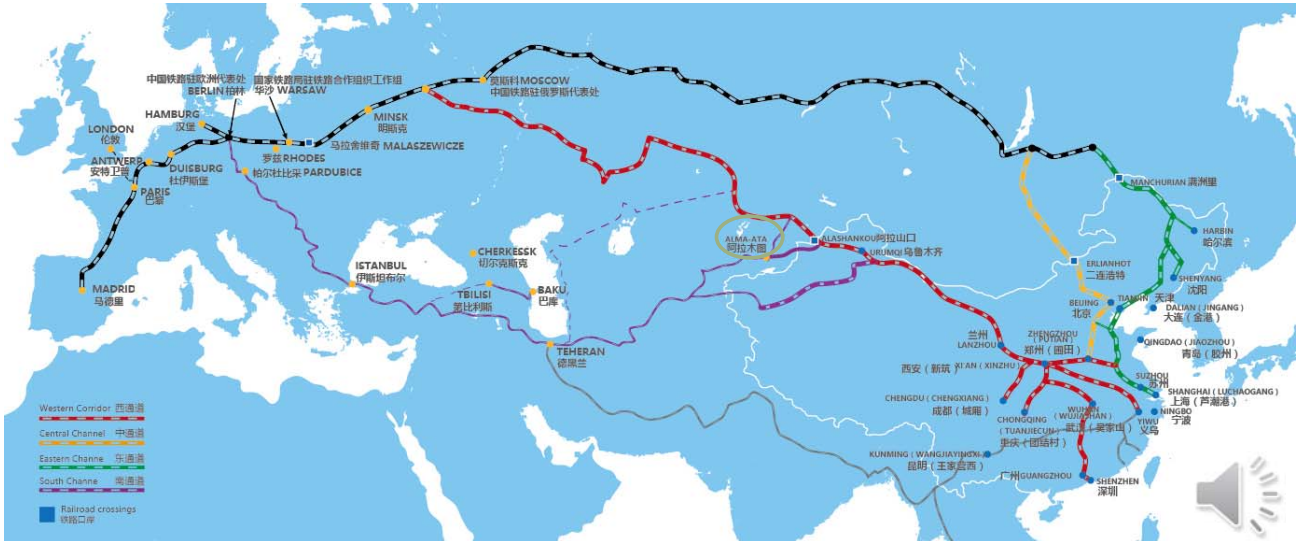 中国铁路驻欧洲代表处
BERLIN 柏林
国家铁路局驻铁路合作组织工作组
华沙 WARSAW
莫斯科 MOSCOW
中国铁路驻俄罗斯代表处
HAMBURG
汉堡
MINSK
明斯克
LONDON
伦敦
马拉舍维奇 MALASZEWICZE
罗兹 RHODES
ANTWERP
安特卫普
DUISBURG
杜伊斯堡
帕尔杜比采 PARDUBICE
PARIS
巴黎
MANCHURIAN 满洲里
ALMA-ATA
阿拉木图
ALASHANKOU 阿拉山口
URUMQI 乌鲁木齐
HARBIN
哈尔滨
CHERKESSK
切尔克斯克
ERLIANHOT
二连浩特
SHENYANG
沈阳
ISTANBUL
伊斯坦布尔
MADRID
马德里
TBILISI
第比利斯
BAKU
巴库
BEIJING
北京
TIANJIN
天津
DALIAN (JINGANG)
大连（金港）
TEHERAN
德黑兰
兰州
LANZHOU
ZHENGZHOU
(PUTIAN)
郑州（圃田）
QINGDAO (JIAOZHOU)
青岛（胶州）
西安（新筑）
XI'AN (XINZHU)
SUZHOU
苏州
SHANGHAI (LUCHAOGANG)
上海（芦潮港）
CHENGDU (CHENGXIANG)
成都（城厢）
CHONGQING
(TUANJIECUN)
重庆（团结村）
WUHAN
(WUJIASHAN)
武汉（吴家山）
YIWU
义乌
NINGBO
宁波
KUNMING (WANGJIAYINGXI)
昆明（王家营西）
广州 GUANGZHOU
SHENZHEN
深圳
Western Corridor 西通道
Central Channel 中通道
Eastern Channe 东通道
South Channe 南通道
Railroad crossings
铁路口岸